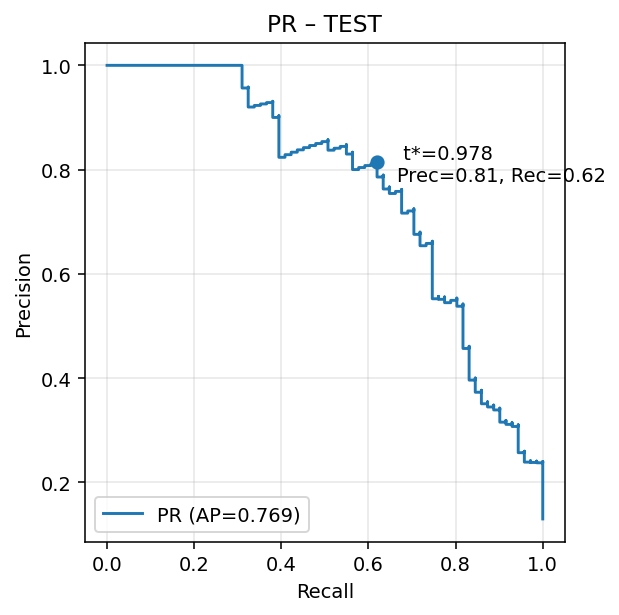 PR – TEST
1.0
0.8
0.6
0.4
0.2
Precision
t*=0.978
Prec=0.81, Rec=0.62
PR (AP=0.769)
0.0 0.2 0.4 0.6 0.8 1.0
Recall